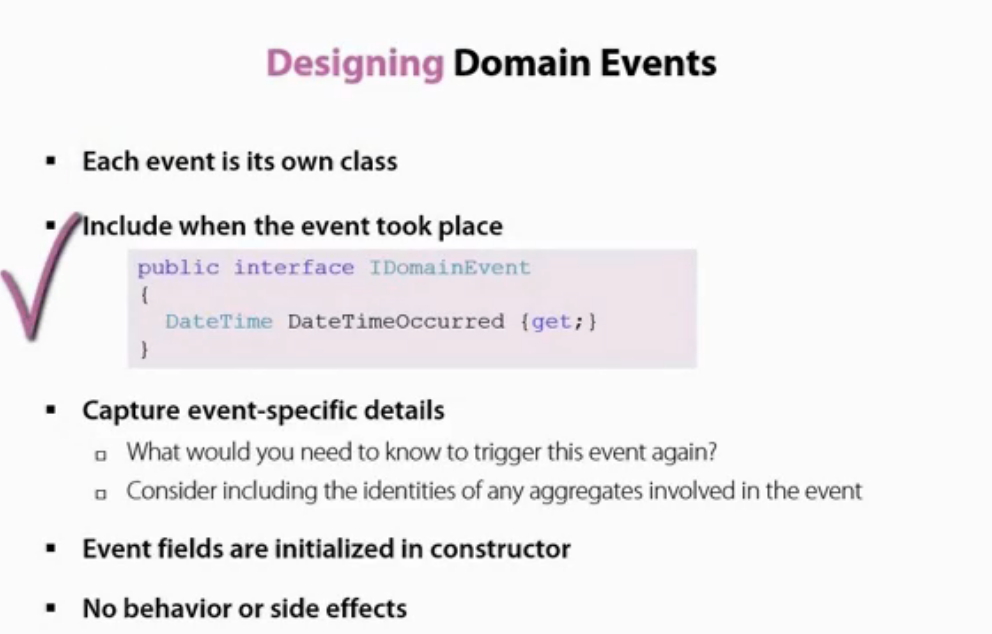 Designing Domain Events
Each event is its own class
Include when the event took place
public interface IDomainEvent
{
DateTime DateTimeOccurred {get;}
}
Capture event-specific details
What would you need to know to trigger this event again?
Consider including the identities of any aggregates involved in the event
Event fields are initialized in constructor
No behavior or side effects